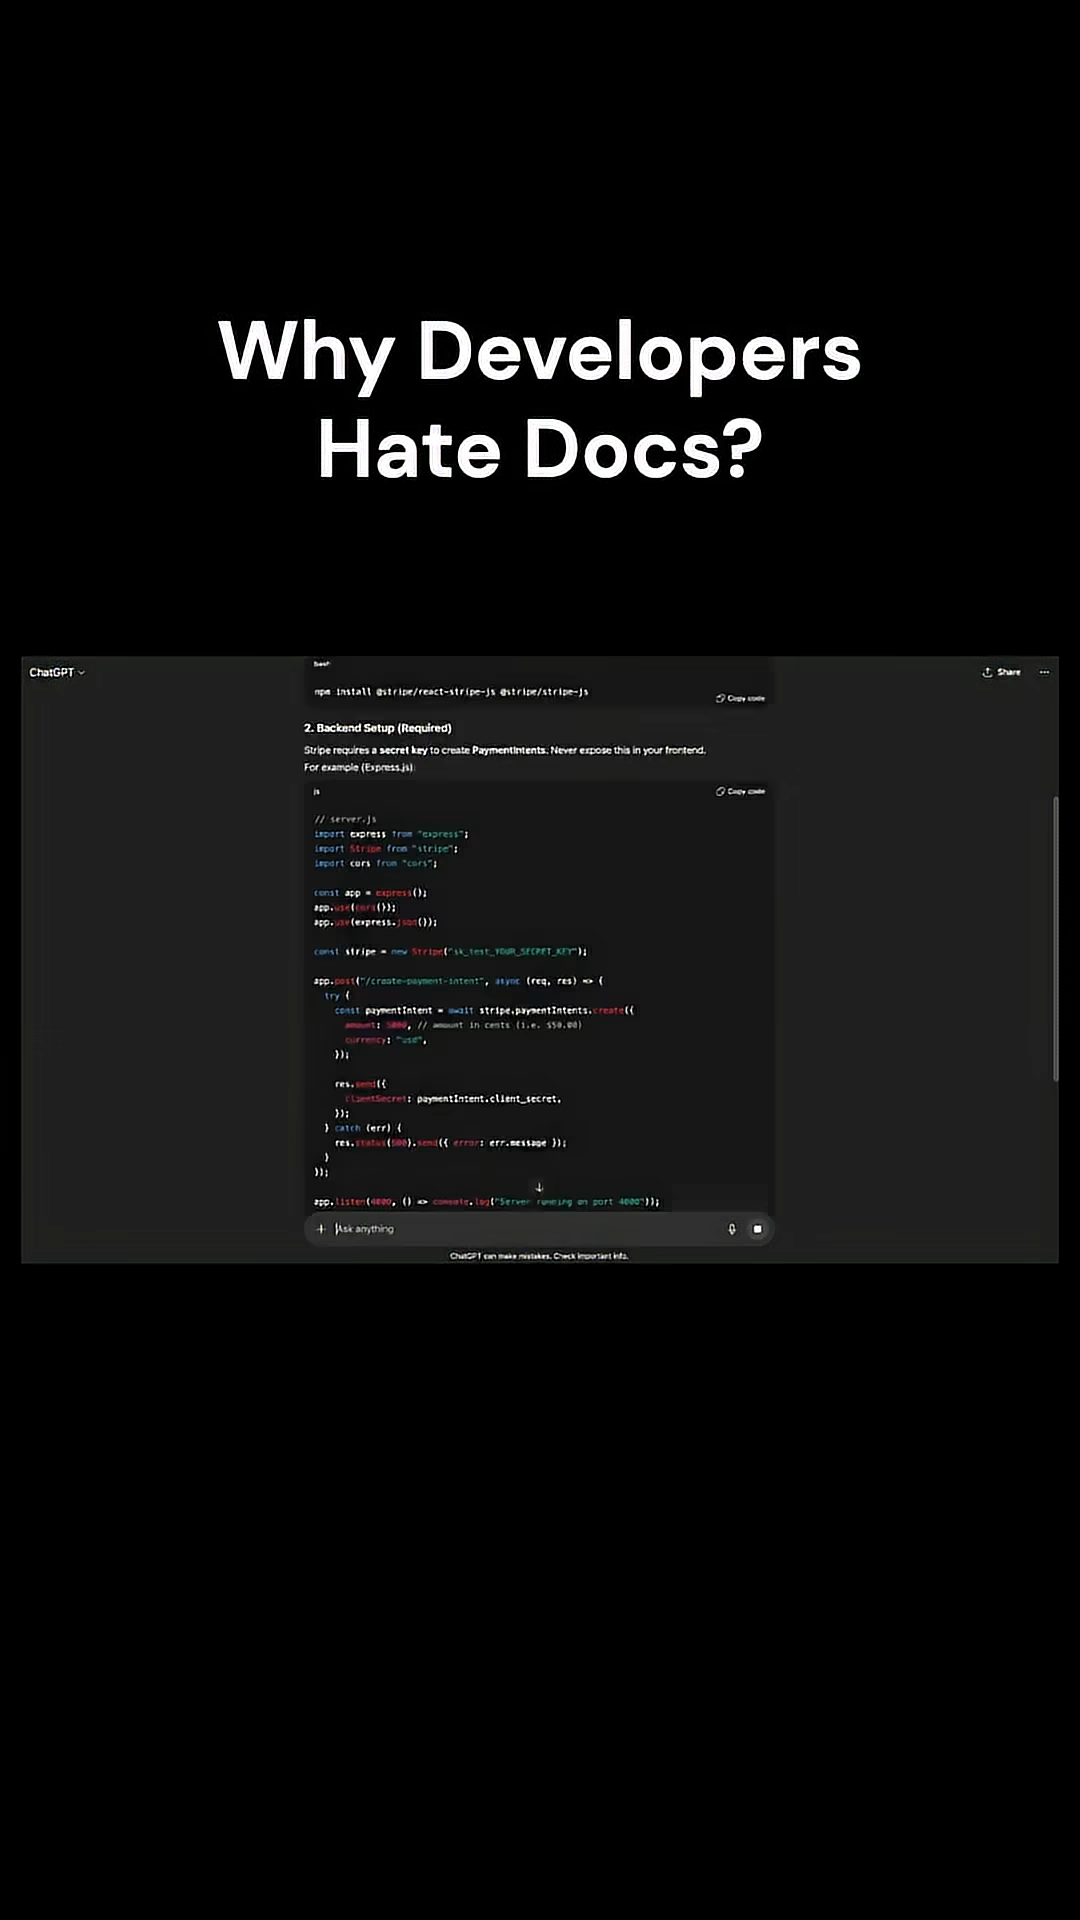 Why Developers
Hate Docs?
ChatGPT
Share
bash
npm install @stripe/react-stripe-js @stripe/stripe-js
Copy code
2. Backend Setup (Required)
Stripe requires a secret key to create PaymentIntents. Never expose this in your frontend.
For example (Express.js):
js
Copy code
// server.js
import express from "express";
import Stripe from "stripe";
import cors from "cors";
const app = express();
app.use(cors());
app.use(express.json());
const stripe = new Stripe("sk_test_YOUR_SECRET_KEY");
app.post("/create-payment-intent", async (req, res) => {
try {
const paymentIntent = await stripe.paymentIntents.create({
amount: 5000, // amount in cents (i.e. $50.00)
currency: "usd",
});
res.send({
clientSecret: paymentIntent.client_secret,
});
} catch (err) {
res.status(500).send({ error: err.message });
}
});
app.listen(4000, () => console.log("Server running on port 4000"));
Ask anything
ChatGPT can make mistakes. Check important info.